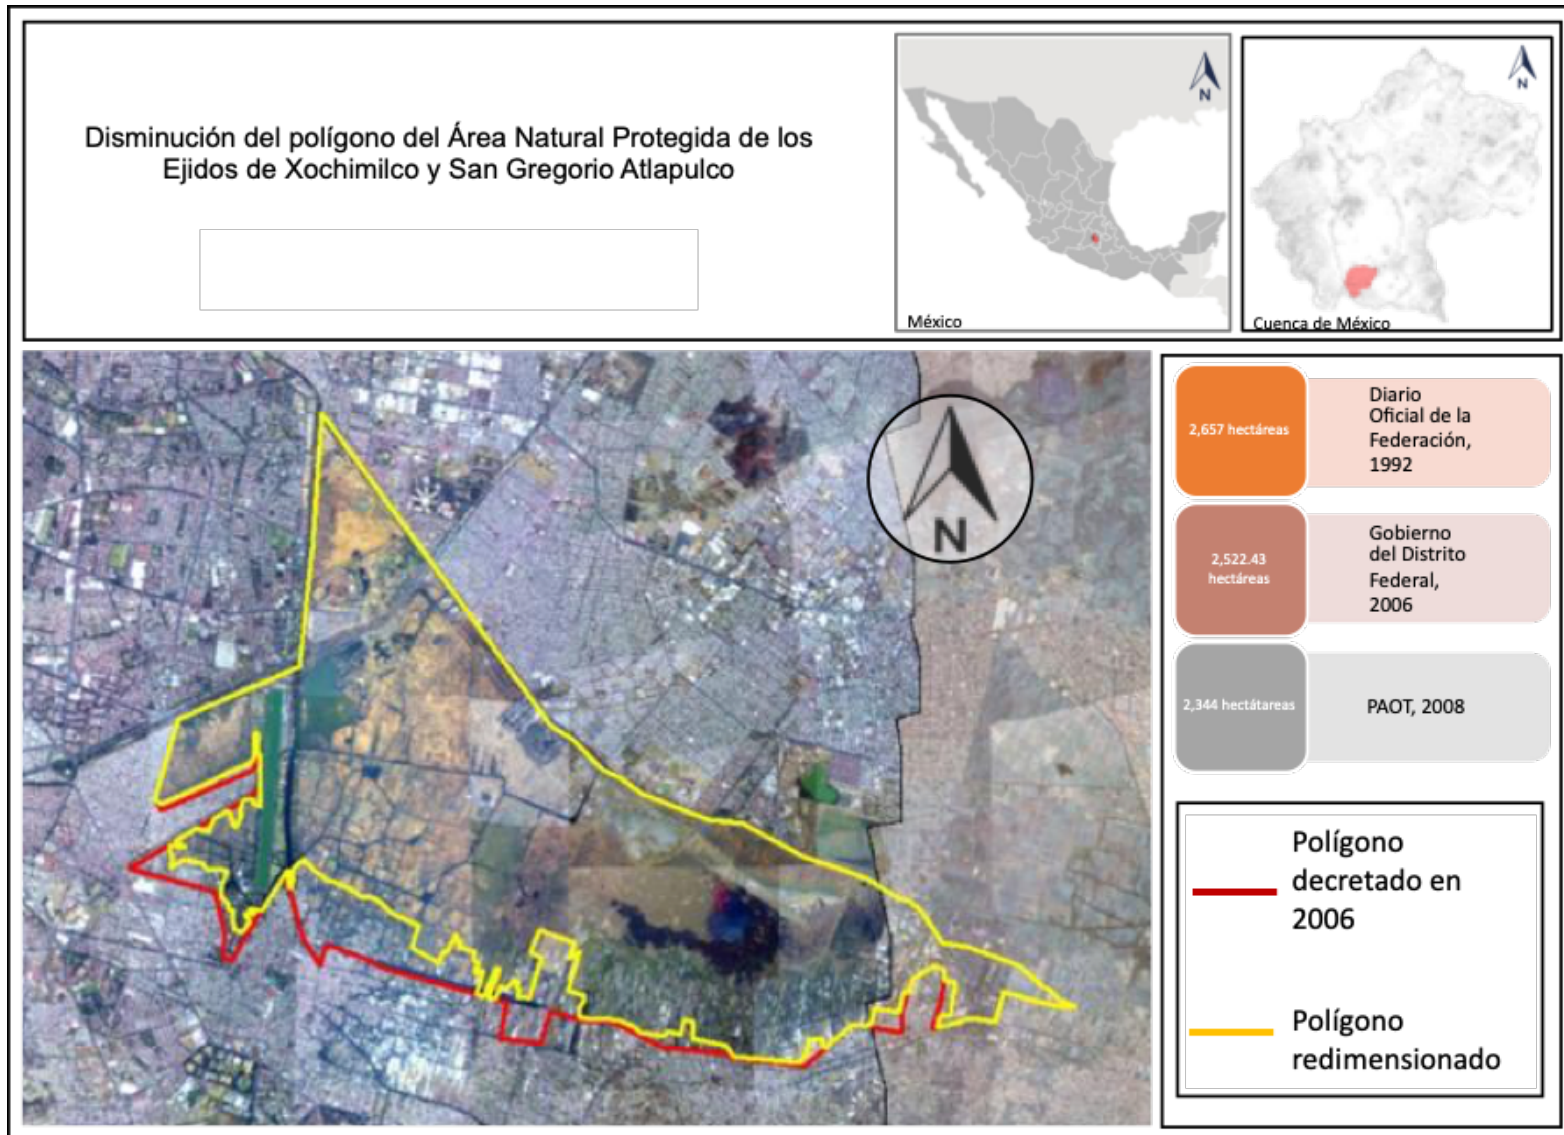 Disminución del polígono del Área Natural Protegida de los
Ejidos de Xochimilco y San Gregorio Atlapulco
N
México
N
Cuenca de México
N
2,657 hectáreas
Diario
Oficial de la
Federación,
1992
2,522.43
hectáreas
Gobierno
del Distrito
Federal,
2006
2,344 hectátareas
PAOT, 2008
Polígono
decretado en
2006
Polígono
redimensionado